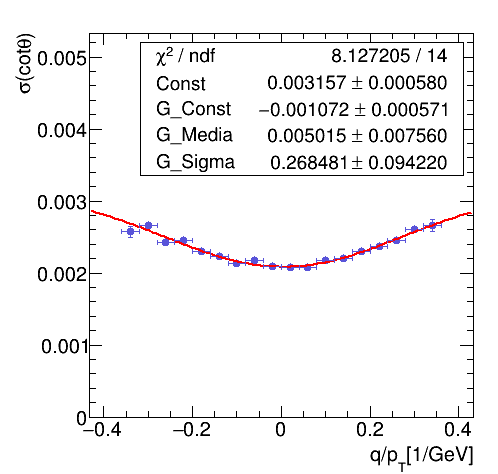 σ(cotθ)
χ² / ndf 8.127205 / 14
Const 0.003157 ± 0.000580
G_Const −0.001072 ± 0.000571
G_Media 0.005015 ± 0.007560
G_Sigma 0.268481 ± 0.094220
0.005
0.004
0.003
0.002
0.001
0
−0.4 −0.2 0 0.2 0.4
q/p_T[1/GeV]